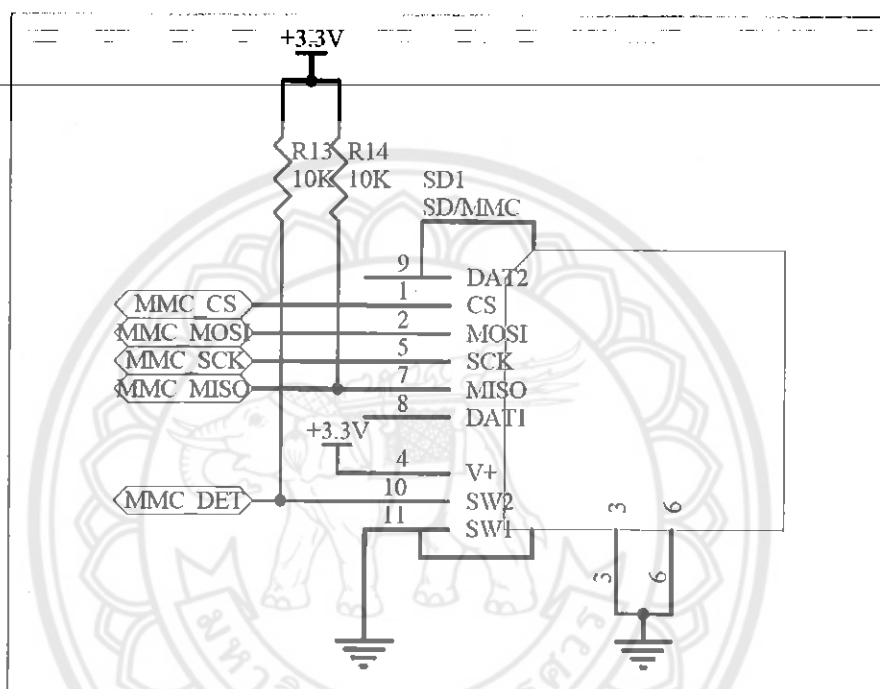 +3.3V
R13 R14
10K 10K
SD1
SD/MMC
9 DAT2
MMC_CS 1 CS
MMC_MOSI 2 MOSI
MMC_SCK 5 SCK
MMC_MISO 7 MISO
8 DAT1
+3.3V
4 V+
MMC_DET 10 SW2
11 SW1
3 6
3 6